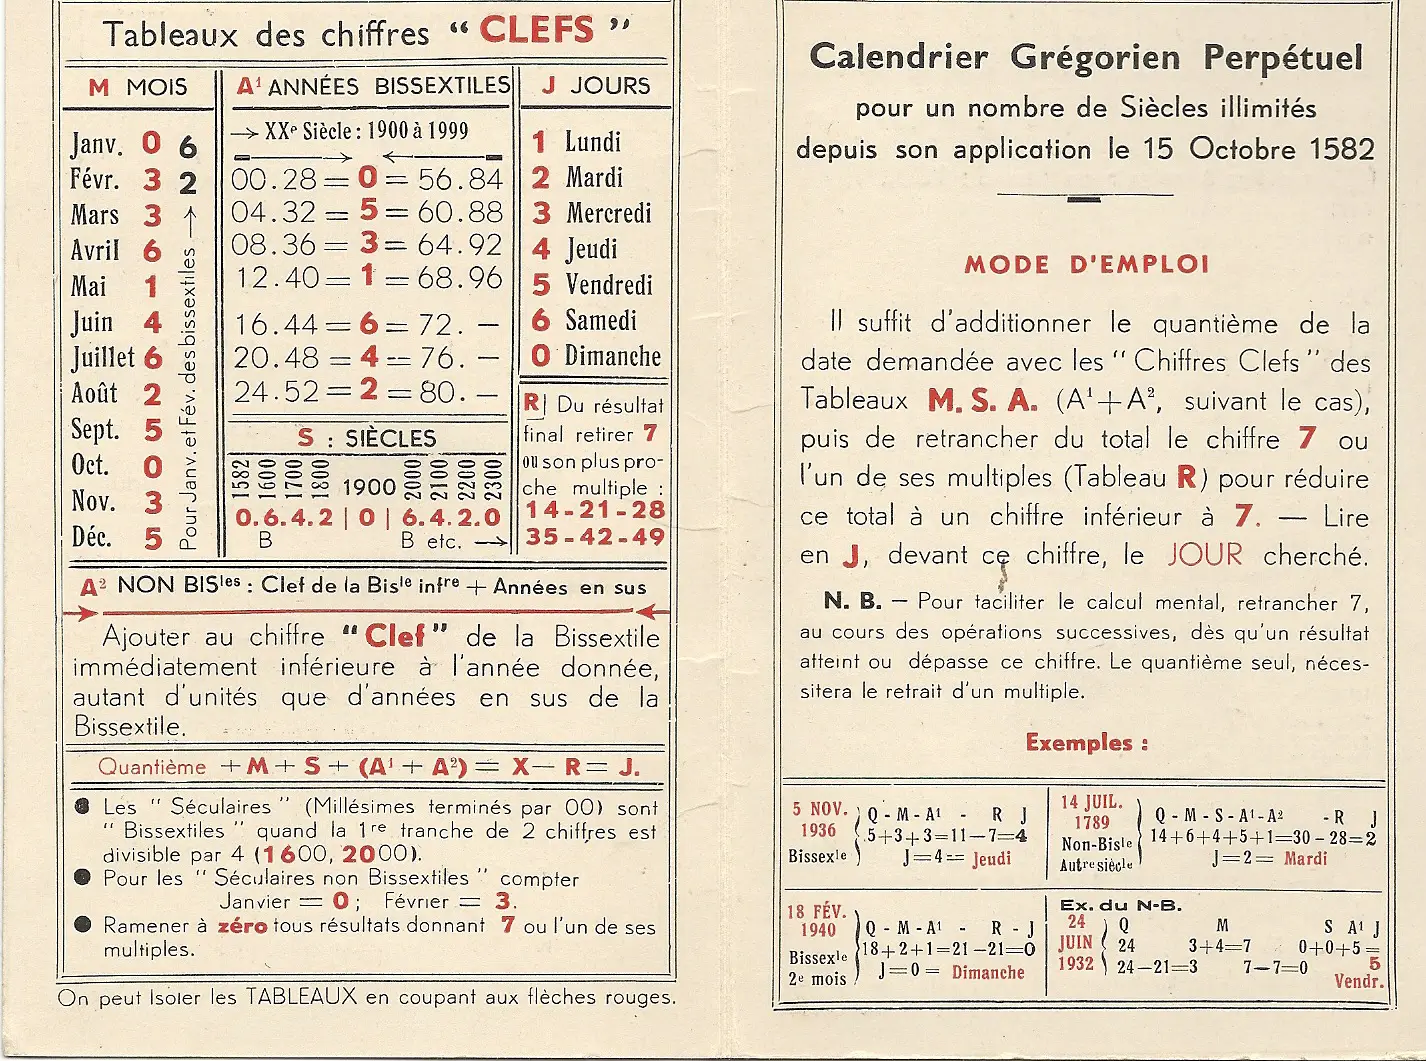 Tableaux des chiffres “ CLEFS ”
M MOIS
Janv. 0 6
Févr. 3 2
Mars 3
Avril 6
Mai 1
Juin 4
Juillet 6
Août 2
Sept. 5
Oct. 0
Nov. 3
Déc. 5
Pour Janv. et Fév. des bissextiles →
A¹ ANNÉES BISSEXTILES
→ XXᵉ Siècle : 1900 à 1999
00.28 = 0 = 56.84
04.32 = 5 = 60.88
08.36 = 3 = 64.92
12.40 = 1 = 68.96
16.44 = 6 = 72. –
20.48 = 4 = 76. –
24.52 = 2 = 80. –
S : SIÈCLES
1582 1600 1700 1800 1900 2000 2100 2200 2300
0.6.4.2 | 0 | 6.4.2.0
B B etc. →
J JOURS
1 Lundi
2 Mardi
3 Mercredi
4 Jeudi
5 Vendredi
6 Samedi
0 Dimanche
R| Du résultat
final retirer 7
ou son plus pro-
che multiple :
14-21-28
35-42-49
A² NON BISˡᵉˢ : Clef de la Bisˡᵉ infʳᵉ + Années en sus
Ajouter au chiffre “Clef” de la Bissextile
immédiatement inférieure à l'année donnée,
autant d'unités que d'années en sus de la
Bissextile.
Quantième + M + S + (A¹ + A²) = X — R = J.
● Les “ Séculaires ” (Millésimes terminés par 00) sont
“ Bissextiles ” quand la 1ʳᵉ tranche de 2 chiffres est
divisible par 4 (1600, 2000).
● Pour les “ Séculaires non Bissextiles ” compter
Janvier = 0 ; Février = 3.
● Ramener à zéro tous résultats donnant 7 ou l'un de ses
multiples.
On peut isoler les TABLEAUX en coupant aux flèches rouges.
Calendrier Grégorien Perpétuel
pour un nombre de Siècles illimités
depuis son application le 15 Octobre 1582
MODE D'EMPLOI
Il suffit d'additionner le quantième de la
date demandée avec les “ Chiffres Clefs ” des
Tableaux M. S. A. (A¹+A², suivant le cas),
puis de retrancher du total le chiffre 7 ou
l'un de ses multiples (Tableau R) pour réduire
ce total à un chiffre inférieur à 7. — Lire
en J, devant ce chiffre, le JOUR cherché.
N. B. — Pour faciliter le calcul mental, retrancher 7,
au cours des opérations successives, dès qu'un résultat
atteint ou dépasse ce chiffre. Le quantième seul, néces-
sitera le retrait d'un multiple.
Exemples :
5 NOV.
1936
Bissexˡᵉ
Q - M - A¹ - R J
5+3+3=11—7=4
J=4= Jeudi
14 JUIL.
1789
Non-Bisˡᵉ
Autʳᵉ siècˡᵉ
Q - M - S - A¹- A² - R J
14+6+4+5+1=30-28=2
J=2= Mardi
18 FÉV.
1940
Bissexˡᵉ
2ᵉ mois
Q - M - A¹ - R - J
18+2+1=21-21=0
J=0= Dimanche
Ex. du N-B.
24
JUIN
1932
Q M S A¹ J
24 3+4=7 0+0+5 =
24-21=3 7-7=0 5
Vendr.